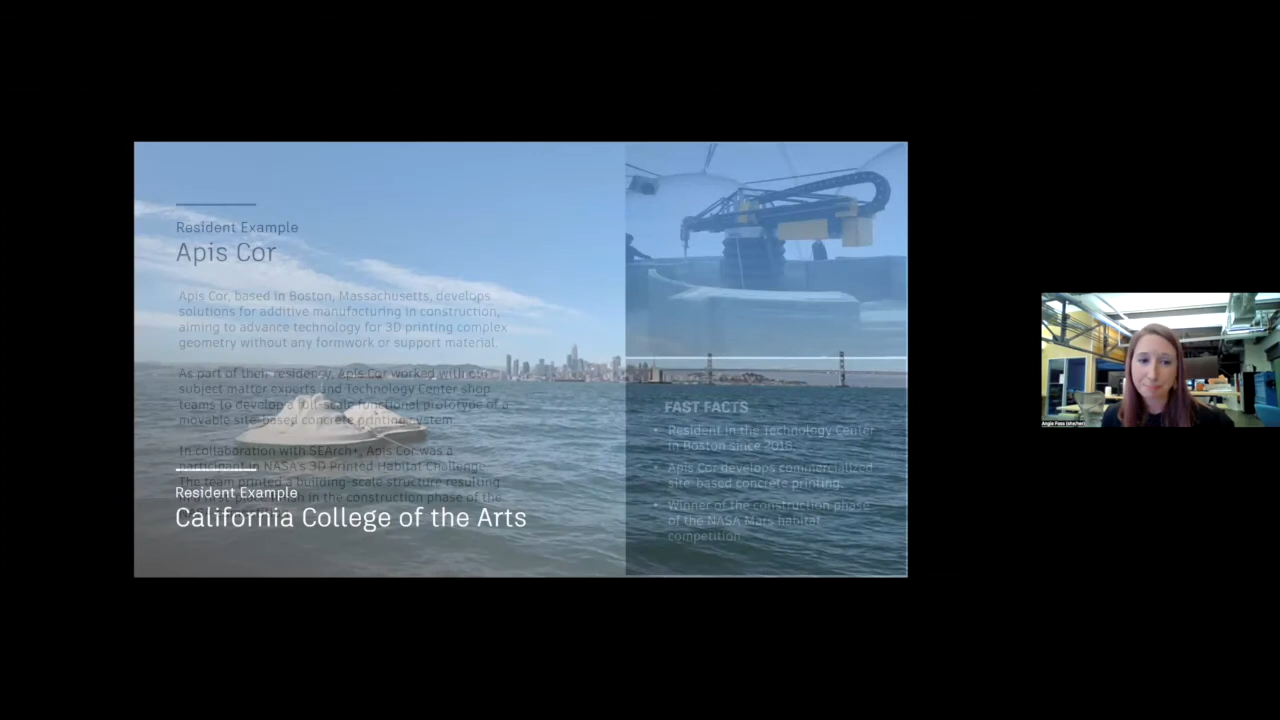 Resident Example
Apis Cor
Apis Cor, based in Boston, Massachusetts, develops
solutions for additive manufacturing in construction,
aiming to advance technology for 3D printing complex
geometry without any formwork or support material.
As part of their residency, Apis Cor worked with our
subject matter experts and Technology Center shop
teams to develop a full-scale functional prototype of a
movable site-based concrete printing system.
In collaboration with SEArch+, Apis Cor was a
participant in NASA's 3D Printed Habitat Challenge.
The team printed a building-scale structure resulting
in the construction phase of the
Resident Example
California College of the Arts
FAST FACTS
• Resident in the Technology Center
in Boston since 2018.
• Apis Cor develops commercialized
site-based concrete printing.
• Winner of the construction phase
of the NASA Mars habitat
competition.
Angie Foss (she/her)